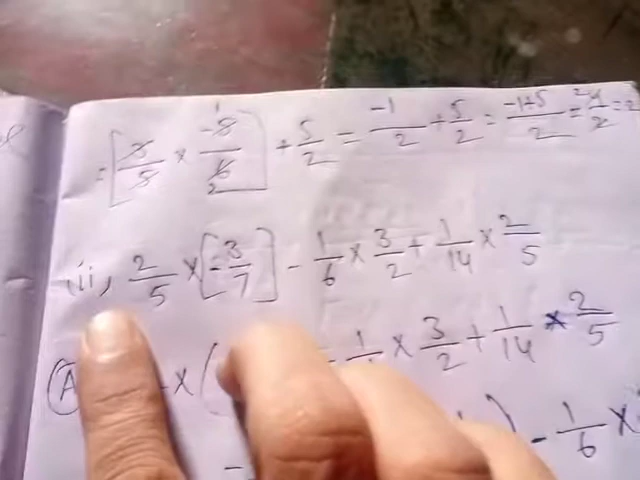 = [3/5 × -5/6] + 5/2 = -1/2 + 5/2 = -1+5/2 = 4/2 = 2
(ii) 2/5 × [-3/7] - 1/6 × 3/2 + 1/14 × 2/5
(A) × ( 1/ × 3/2 + 1/14 × 2/5
) - 1/6 ×